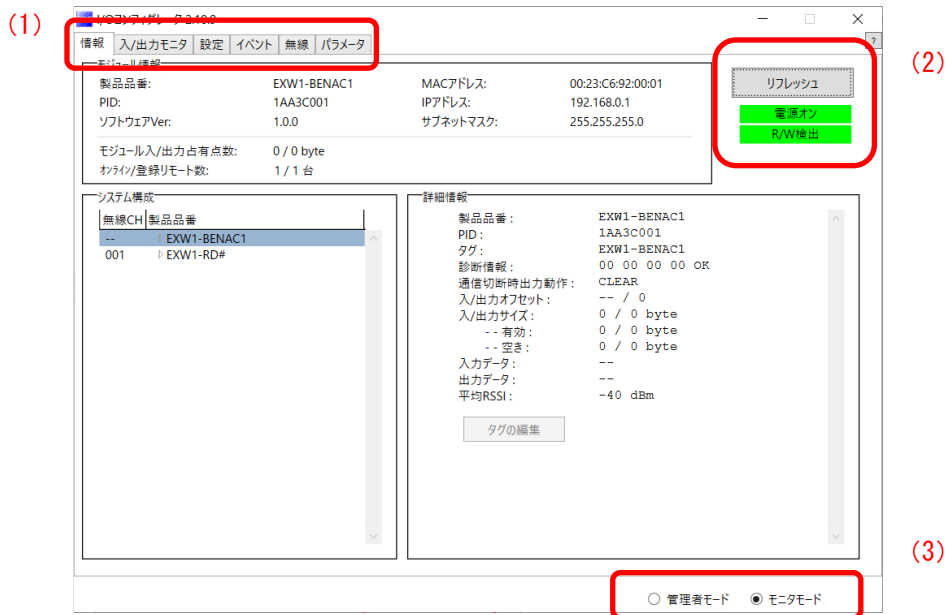 (1)
I/Oコンフィグレータ 2.10.0
情報 入/出力モニタ 設定 イベント 無線 パラメータ
?
(2)
モジュール情報
製品品番: EXW1-BENAC1 MACアドレス: 00:23:C6:92:00:01
PID: 1AA3C001 IPアドレス: 192.168.0.1
ソフトウェアVer: 1.0.0 サブネットマスク: 255.255.255.0
モジュール入/出力占有点数: 0 / 0 byte
オンライン/登録リモート数: 1 / 1 台
リフレッシュ
電源オン
R/W検出
システム構成
無線CH 製品品番
-- EXW1-BENAC1
001 EXW1-RD#
詳細情報
製品品番: EXW1-BENAC1
PID: 1AA3C001
タグ: EXW1-BENAC1
診断情報: 00 00 00 00 OK
通信切断時出力動作: CLEAR
入/出力オフセット: -- / 0
入/出力サイズ: 0 / 0 byte
--有効: 0 / 0 byte
--空き: 0 / 0 byte
入力データ: --
出力データ: --
平均RSSI: -40 dBm
タグの編集
(3)
管理者モード モニタモード